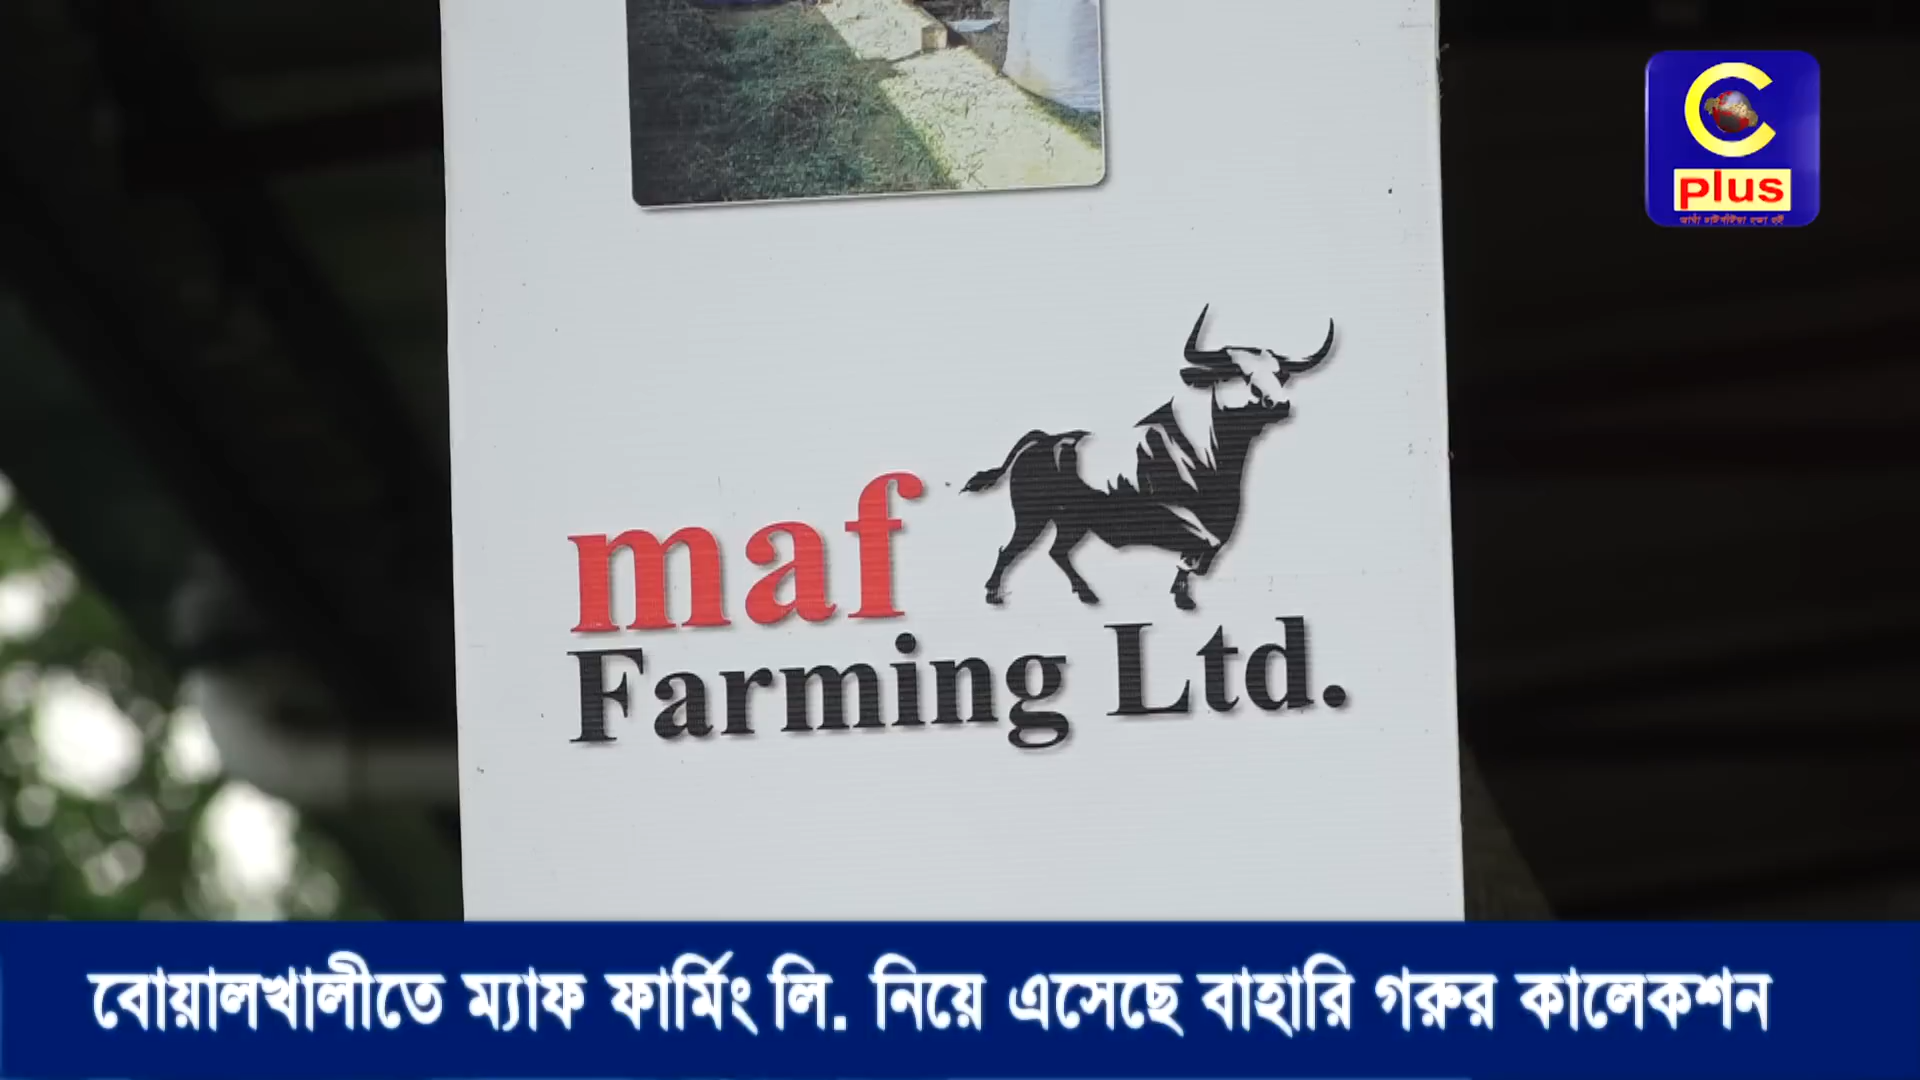 C
plus
maf
Farming Ltd.
বোয়ালখালীতে ম্যাফ ফার্মিং লি. নিয়ে এসেছে বাহারি গরুর কালেকশন